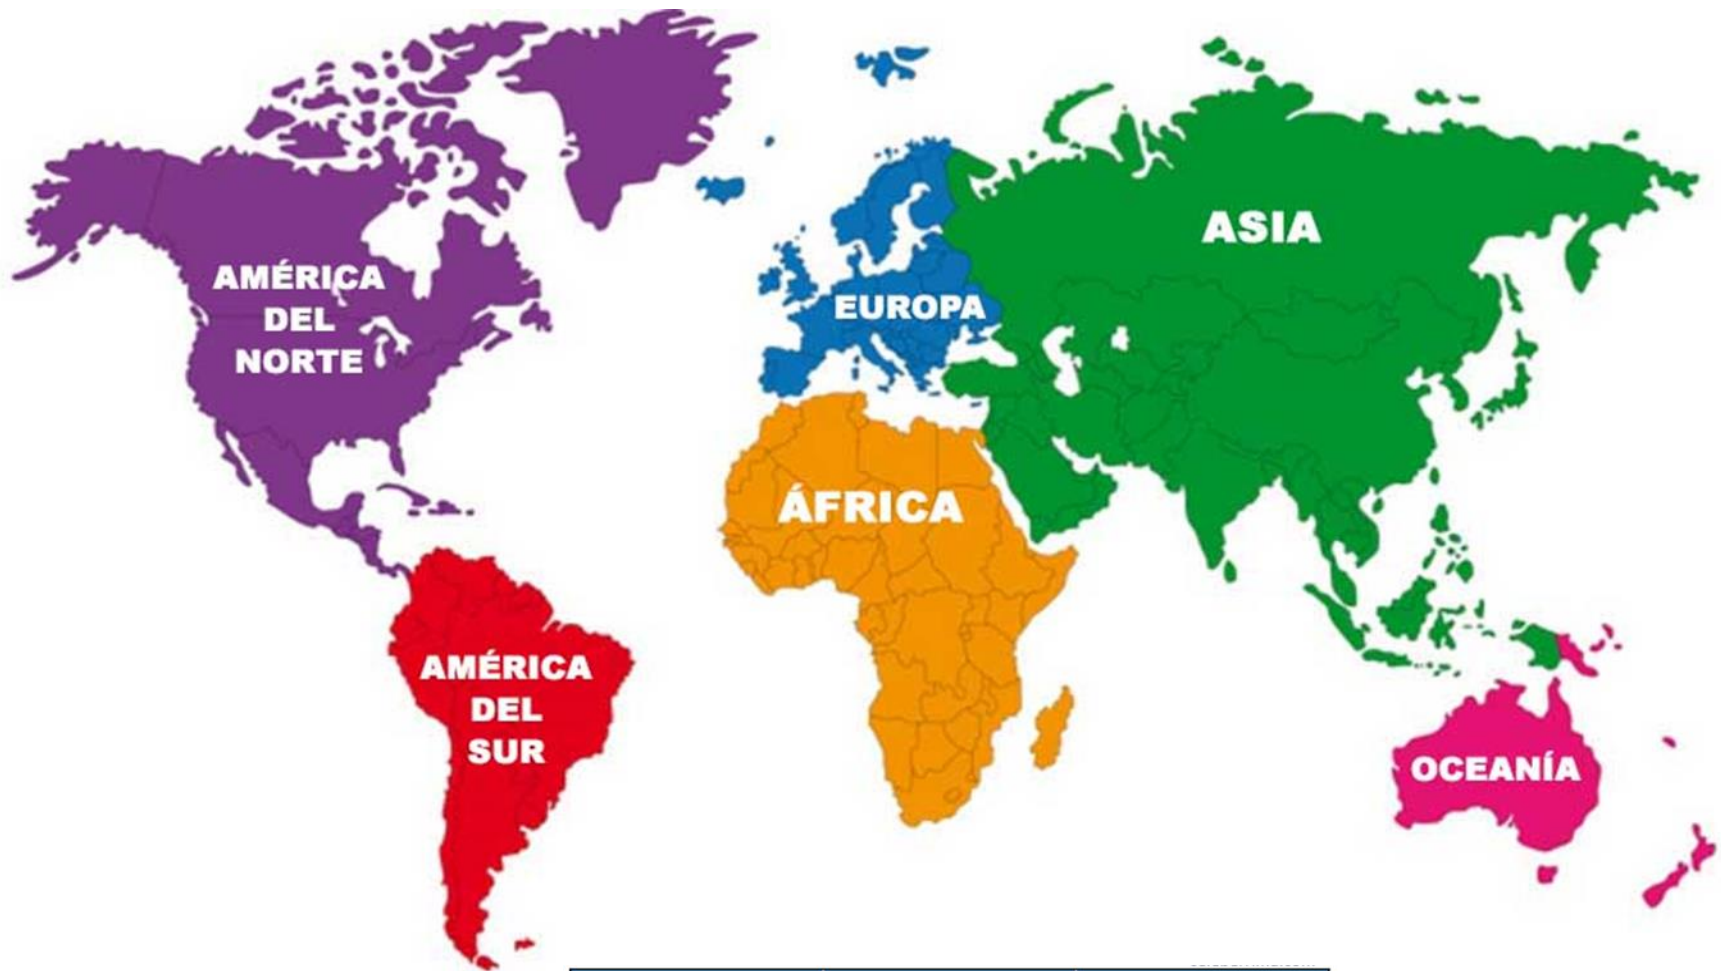 AMÉRICA
DEL
NORTE
ASIA
EUROPA
ÁFRICA
AMÉRICA
DEL
SUR
OCEANÍA